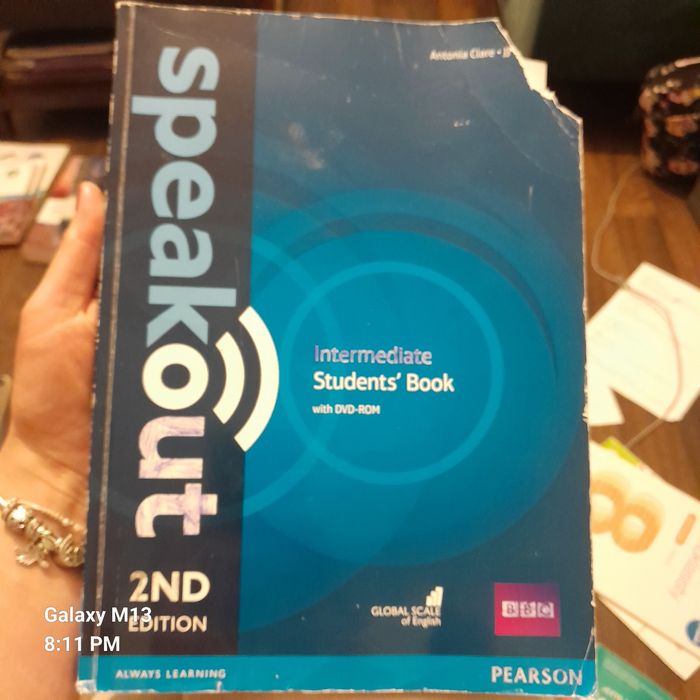 Antonia Clare •
speakout
Intermediate
Students' Book
with DVD-ROM
2ND
EDITION
GLOBAL SCALE
of English
BBC
ALWAYS LEARNING
PEARSON
8
Galaxy M13
8:11 PM